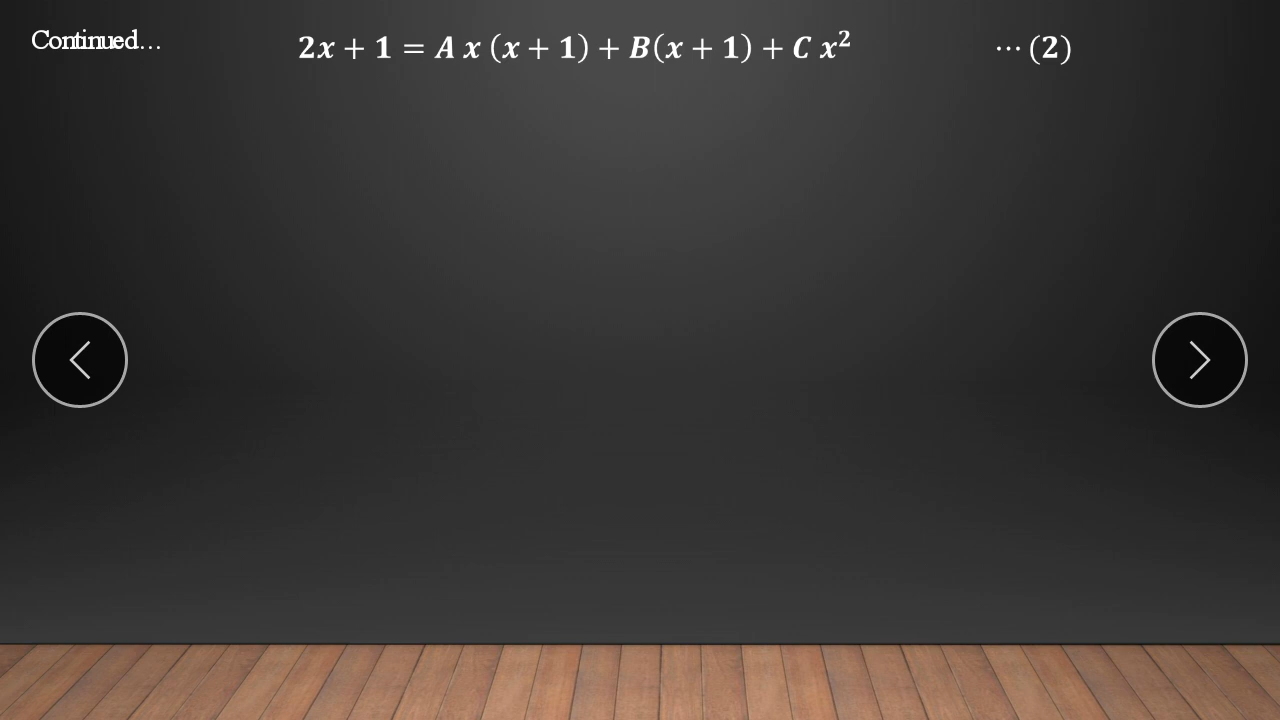 Continued…
2x + 1 = A x (x + 1) + B(x + 1) + C x² ⋯ (2)